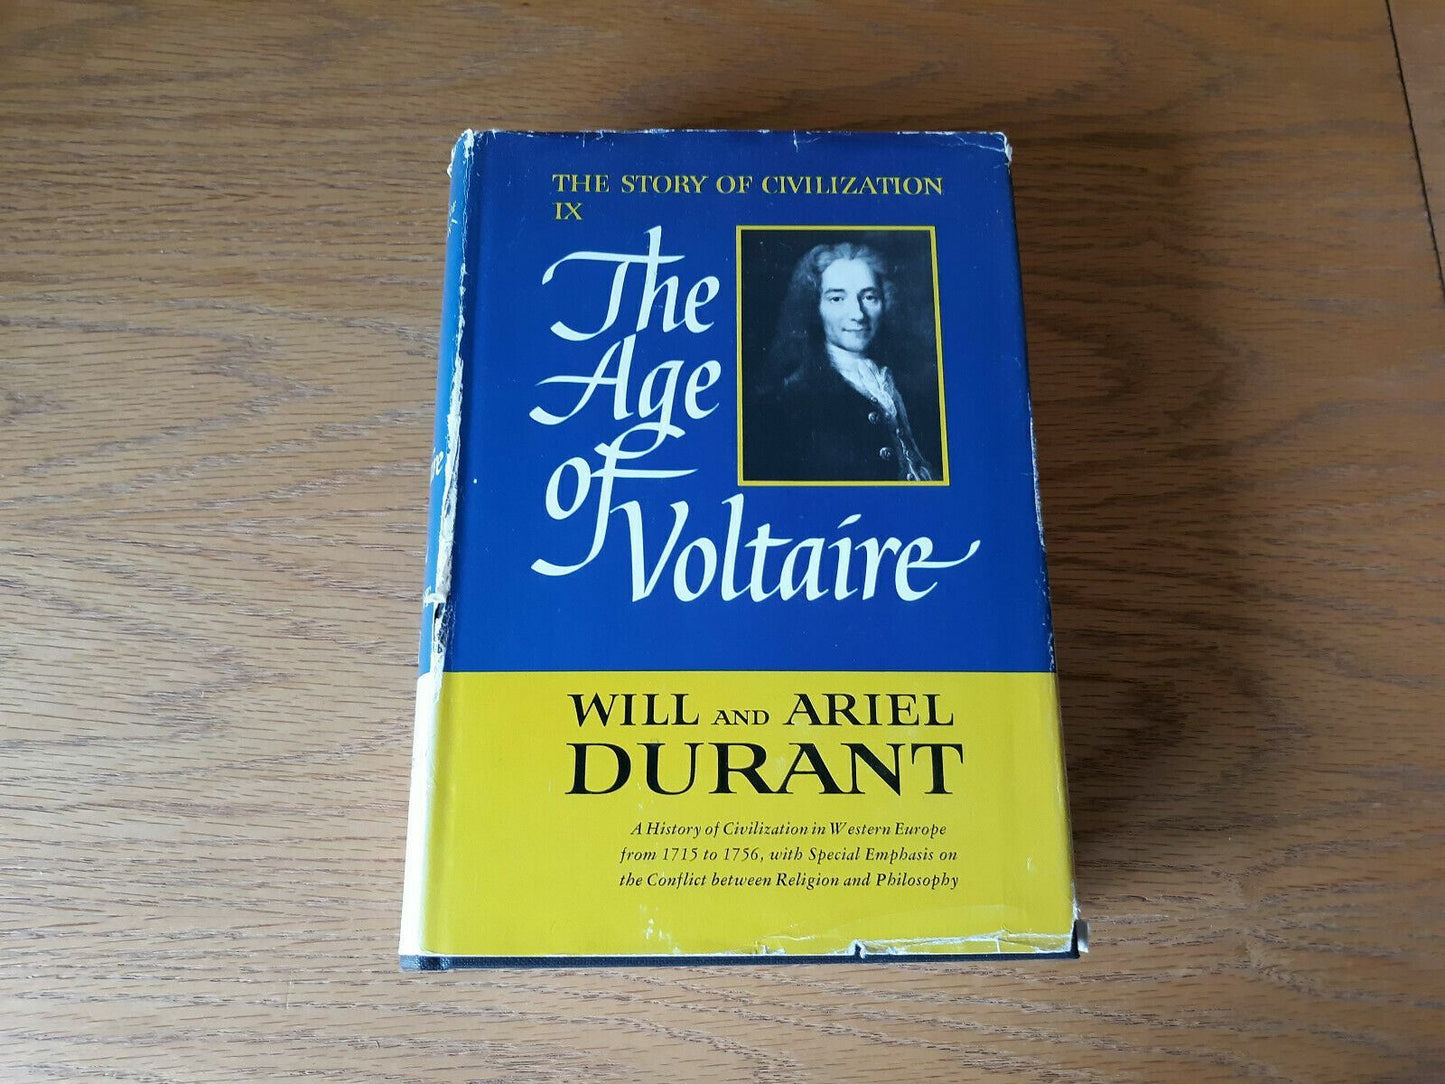 THE STORY OF CIVILIZATION
IX
The
Age
of
Voltaire
WILL AND ARIEL
DURANT
A History of Civilization in Western Europe
from 1715 to 1756, with Special Emphasis on
the Conflict between Religion and Philosophy